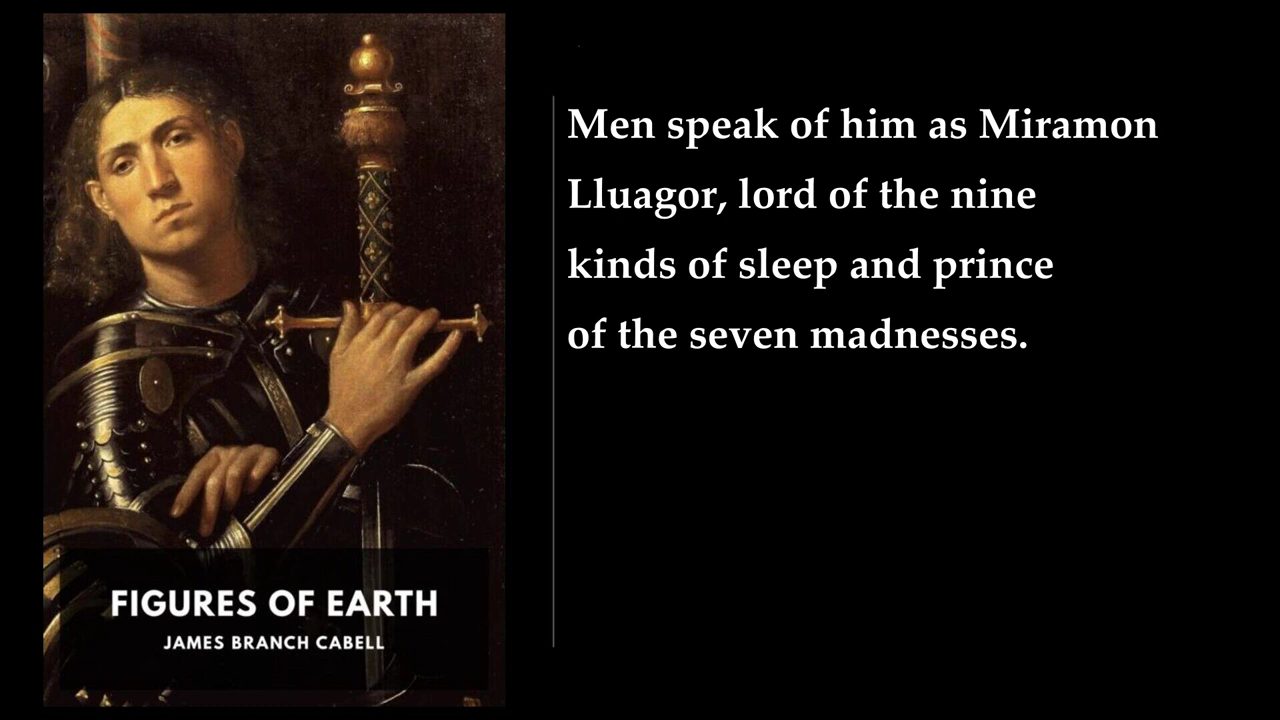 Men speak of him as Miramon
Lluagor, lord of the nine
kinds of sleep and prince
of the seven madnesses.
FIGURES OF EARTH
JAMES BRANCH CABELL